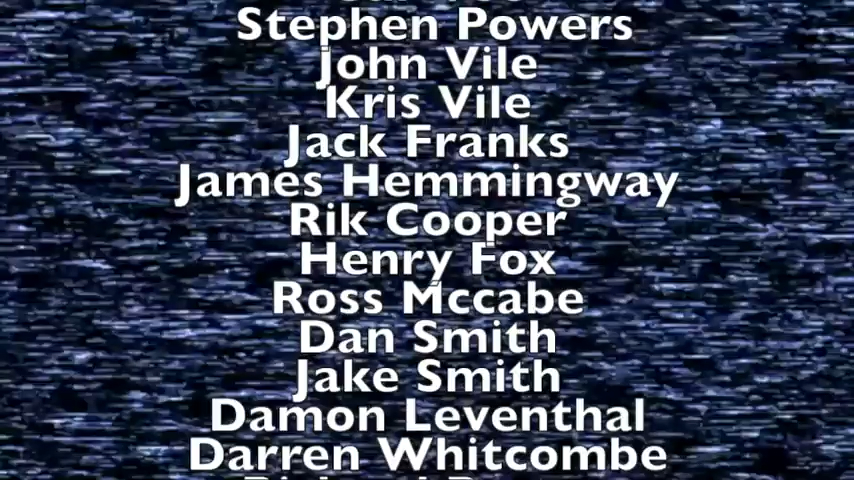 Stephen Powers
John Vile
Kris Vile
Jack Franks
James Hemmingway
Rik Cooper
Henry Fox
Ross Mccabe
Dan Smith
Jake Smith
Damon Leventhal
Darren Whitcombe